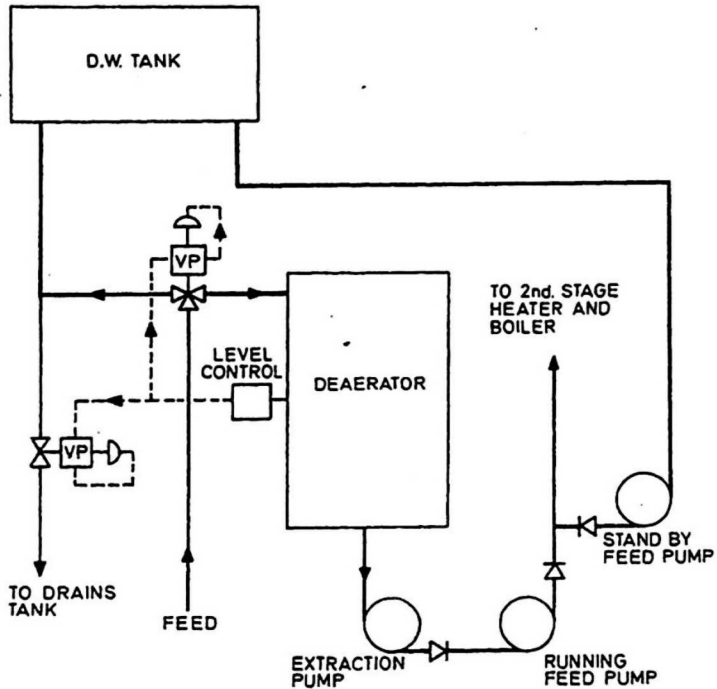 D.W. TANK
VP
TO 2nd. STAGE
HEATER AND
BOILER
LEVEL
CONTROL
DEAERATOR
VP
STAND BY
FEED PUMP
TO DRAINS
TANK
FEED
EXTRACTION
PUMP
RUNNING
FEED PUMP